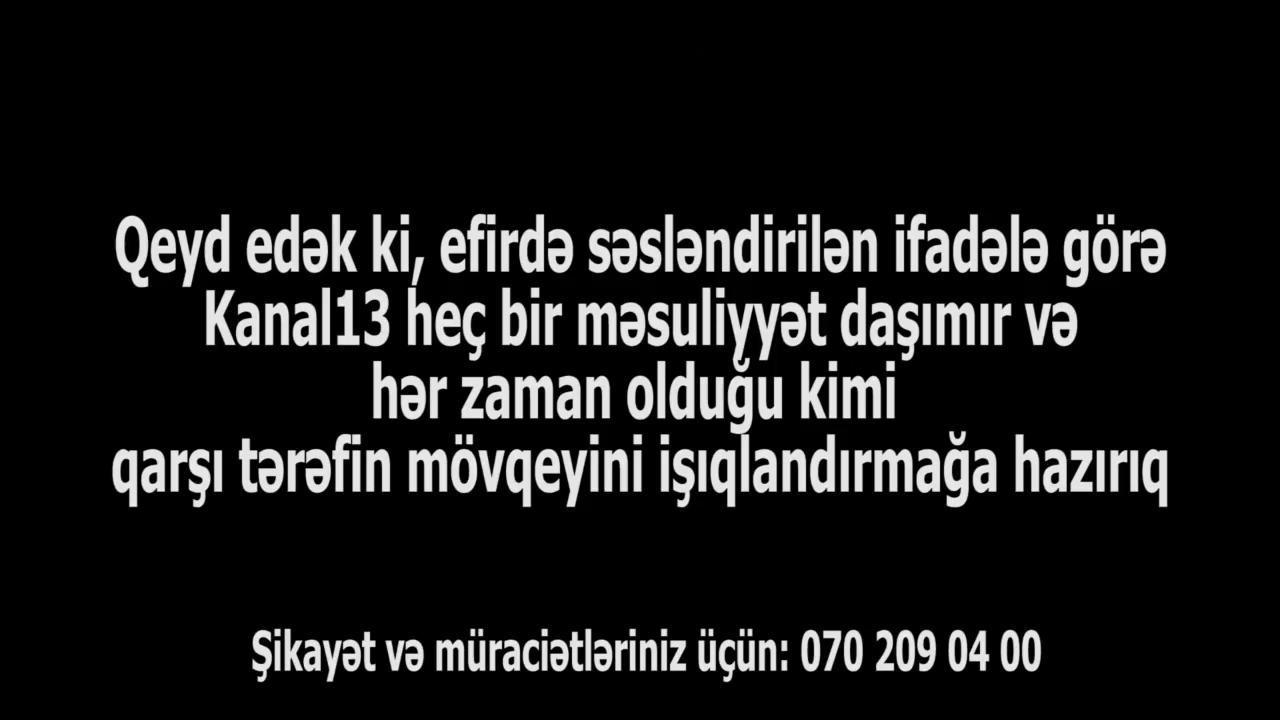 Qeyd edək ki, efirdə səsləndirilən ifadələ görə
Kanal13 heç bir məsuliyyət daşımır və
hər zaman olduğu kimi
qarşı tərəfin mövqeyini işıqlandırmağa hazırıq
Şikayət və müraciətləriniz üçün: 070 209 04 00